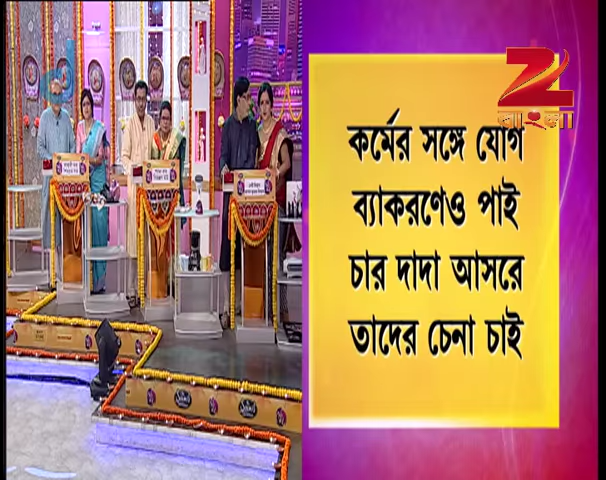 কর্মের সঙ্গে যোগ
ব্যাকরণেও পাই
চার দাদা আসরে
তাদের চেনা চাই
Z
বাংলা